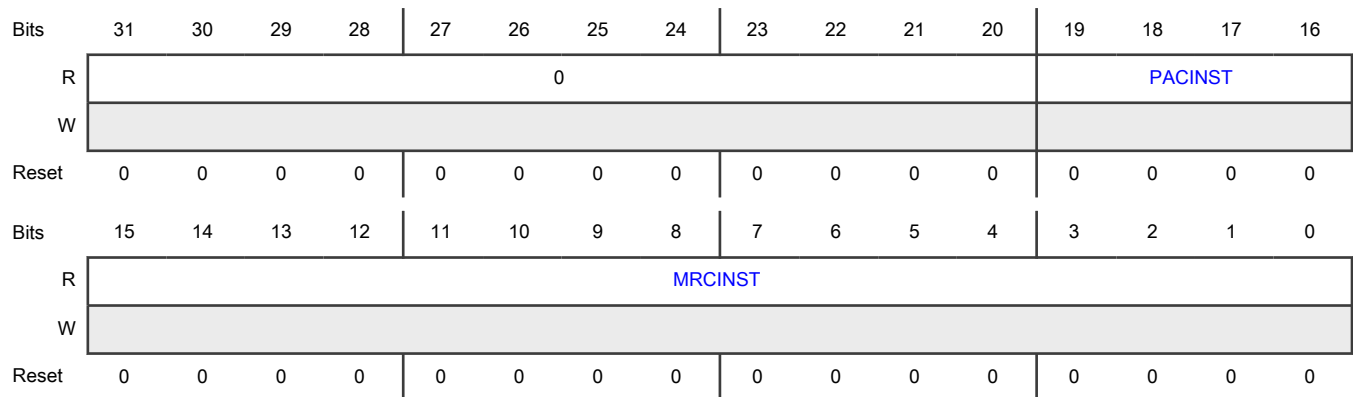 Bits 31 30 29 28 27 26 25 24 23 22 21 20 19 18 17 16
R 0 PACINST
W
Reset 0 0 0 0 0 0 0 0 0 0 0 0 0 0 0 0
Bits 15 14 13 12 11 10 9 8 7 6 5 4 3 2 1 0
R MRCINST
W
Reset 0 0 0 0 0 0 0 0 0 0 0 0 0 0 0 0